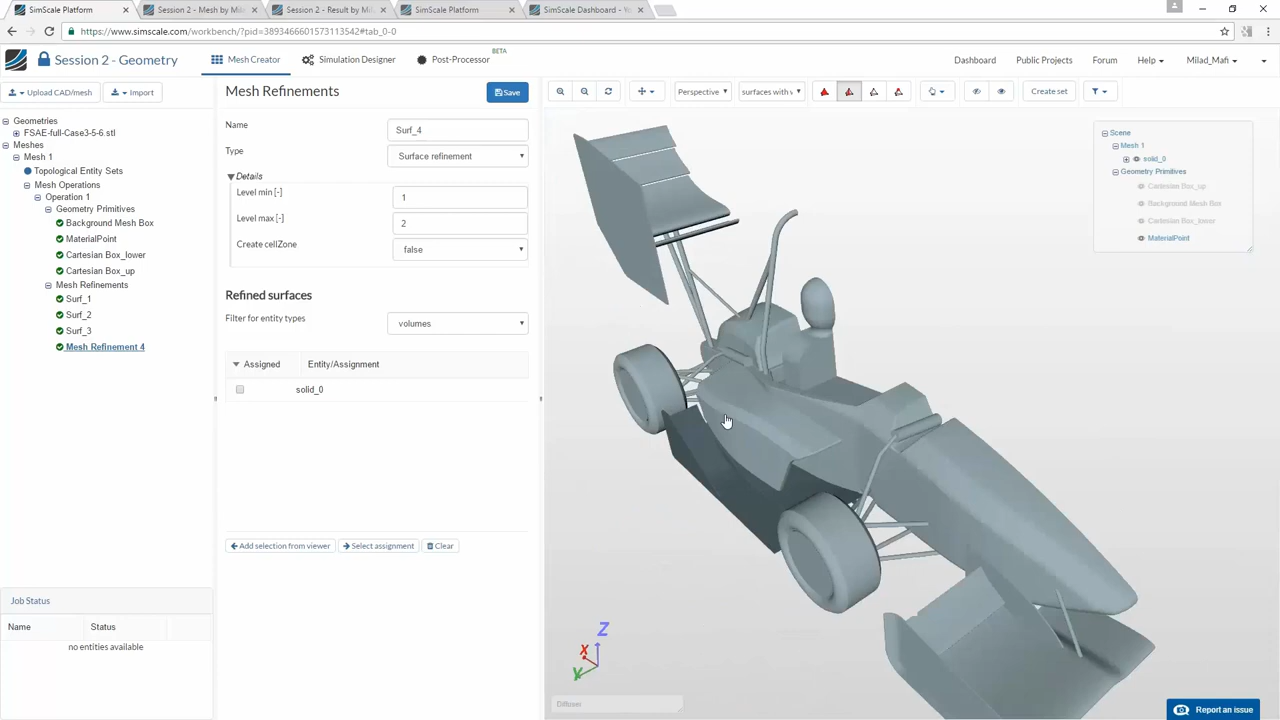 SimScale Platform
Session 2 - Mesh by Mila
Session 2 - Result by Mi
SimScale Platform
SimScale Dashboard - Yo
https://www.simscale.com/workbench/?pid=3893466601573113542#tab_0-0
Session 2 - Geometry
Mesh Creator
Simulation Designer
Post-Processor
BETA
Dashboard
Public Projects
Forum
Help
Milad_Mafi
Upload CAD/mesh
Import
Geometries
FSAE-full-Case3-5-6.stl
Meshes
Mesh 1
Topological Entity Sets
Mesh Operations
Operation 1
Geometry Primitives
Background Mesh Box
MaterialPoint
Cartesian Box_lower
Cartesian Box_up
Mesh Refinements
Surf_1
Surf_2
Surf_3
Mesh Refinement 4
Job Status
Name
Status
no entities available
Mesh Refinements
Save
Name
Surf_4
Type
Surface refinement
Details
Level min [-]
1
Level max [-]
2
Create cellZone
false
Refined surfaces
Filter for entity types
volumes
Assigned
Entity/Assignment
solid_0
Add selection from viewer
Select assignment
Clear
Perspective
surfaces with v
Create set
Scene
Mesh 1
solid_0
Geometry Primitives
Cartesian Box_up
Background Mesh Box
Cartesian Box_lower
MaterialPoint
Z
X
Y
Diffuser
Report an issue